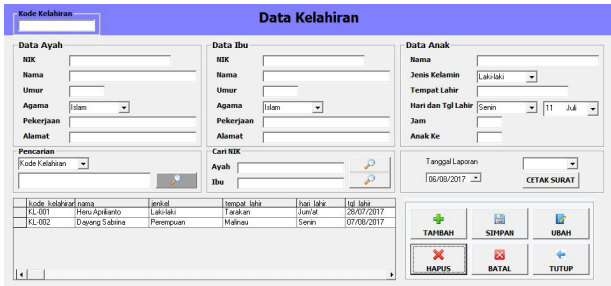 Kode Kelahiran
Data Kelahiran
Data Ayah
NIK
Nama
Umur
Agama Islam
Pekerjaan
Alamat
Data Ibu
NIK
Nama
Umur
Agama Islam
Pekerjaan
Alamat
Data Anak
Nama
Jenis Kelamin Laki-laki
Tempat Lahir
Hari dan Tgl Lahir Senin 11 Juli
Jam
Anak Ke
Pencarian
Kode Kelahiran
Cari NIK
Ayah
Ibu
Tanggal Laporan
06/08/2017 CETAK SURAT
kode_kelahiran nama jenkel tempat_lahir hari_lahir tgl_lahir
KL-001 Heru Aprilianto Laki-laki Tarakan Jum'at 28/07/2017
KL-002 Dayang Sabrina Perempuan Malinau Senin 07/08/2017
TAMBAH SIMPAN UBAH
HAPUS BATAL TUTUP